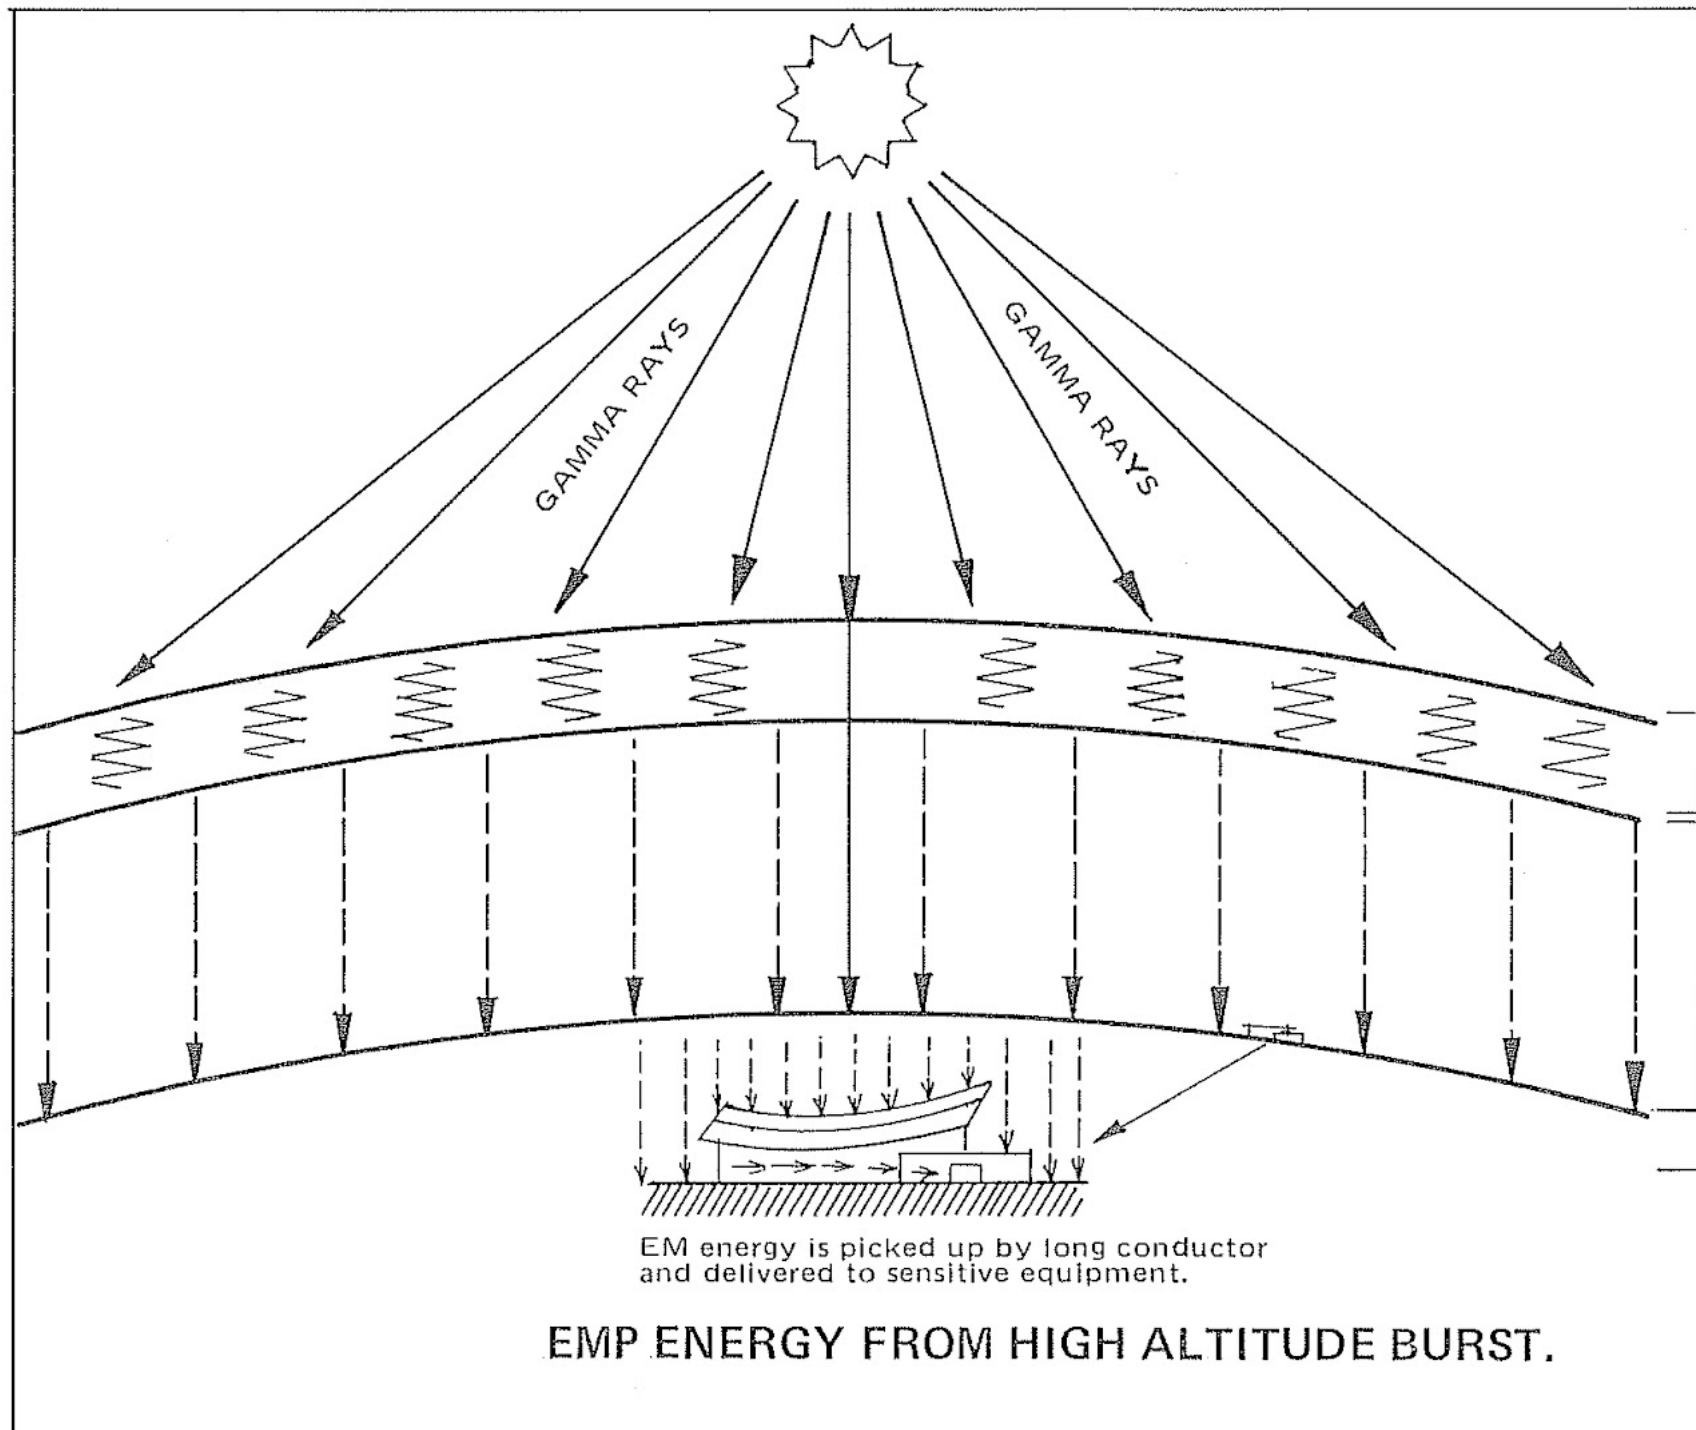 GAMMA RAYS
GAMMA RAYS
EM energy is picked up by long conductor
and delivered to sensitive equipment.
EMP ENERGY FROM HIGH ALTITUDE BURST.